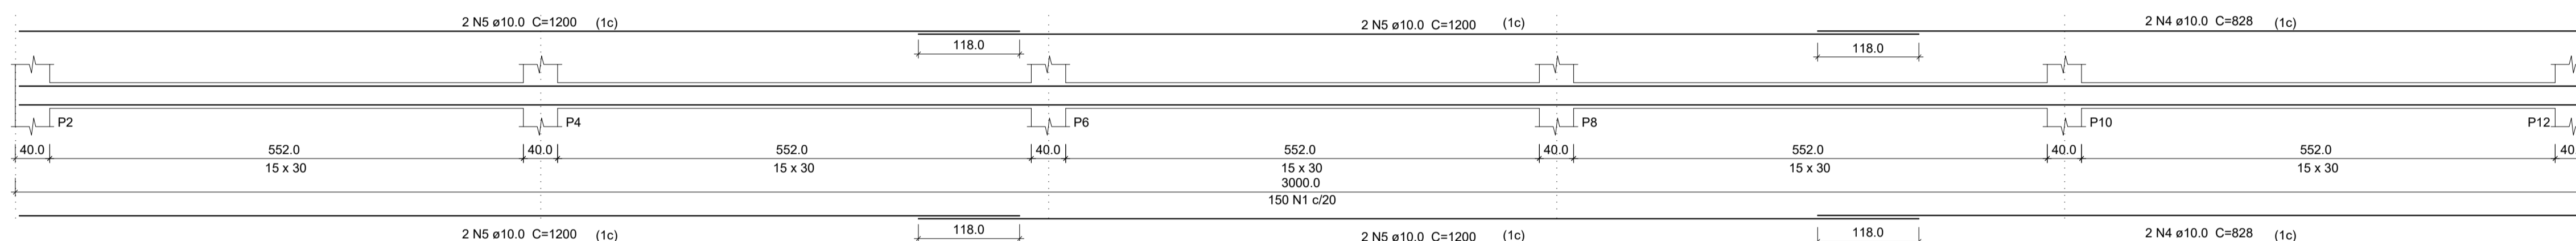 2 N5 ø10.0 C=1200 (1c) 2 N5 ø10.0 C=1200 (1c) 2 N4 ø10.0 C=828 (1c)
118.0 118.0
P2 P4 P6 P8 P10 P12
40.0 552.0 40.0 552.0 40.0 552.0 40.0 552.0 40.0 552.0
15 x 30 15 x 30 15 x 30 15 x 30 15 x 30
3000.0
150 N1 c/20
118.0 118.0
2 N5 ø10.0 C=1200 (1c) 2 N5 ø10.0 C=1200 (1c) 2 N4 ø10.0 C=828 (1c)